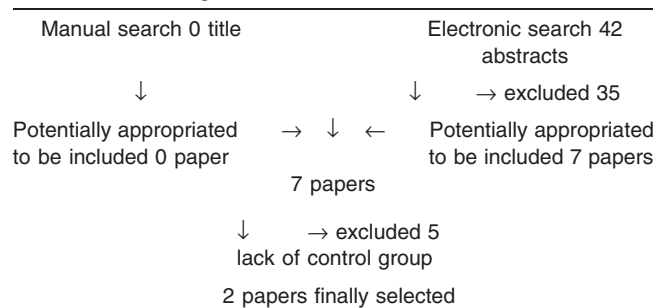 Manual search 0 title
Electronic search 42
abstracts
↓
↓ → excluded 35
Potentially appropriated
to be included 0 paper
→ ↓ ←
Potentially appropriated
to be included 7 papers
7 papers
↓ → excluded 5
lack of control group
2 papers finally selected